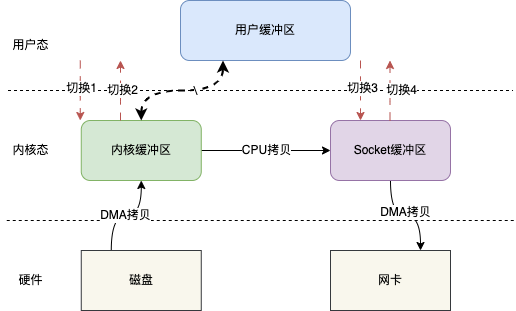 用户缓冲区
用户态
切换1
切换2
切换3
切换4
内核态
内核缓冲区
CPU拷贝
Socket缓冲区
DMA拷贝
DMA拷贝
硬件
磁盘
网卡